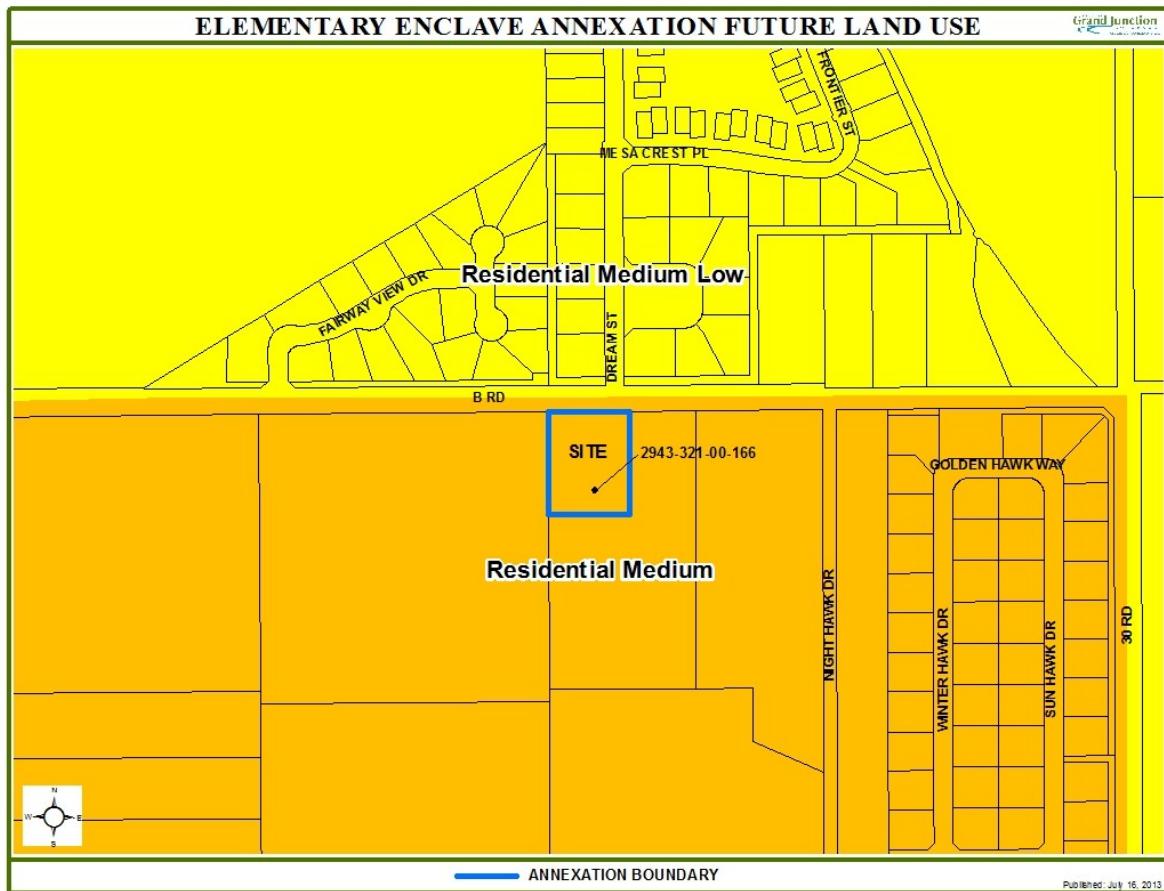 ELEMENTARY ENCLAVE ANNEXATION FUTURE LAND USE
Grand Junction
FRONTIER ST
MESA CREST PL
Residential Medium Low
FAIRWAY VIEW DR
DREAM ST
B RD
SITE
2943-321-00-166
GOLDEN HAWK WAY
Residential Medium
NIGHT HAWK DR
WINTER HAWK DR
SUN HAWK DR
30 RD
N
W
E
S
ANNEXATION BOUNDARY
Published: July 16, 2013